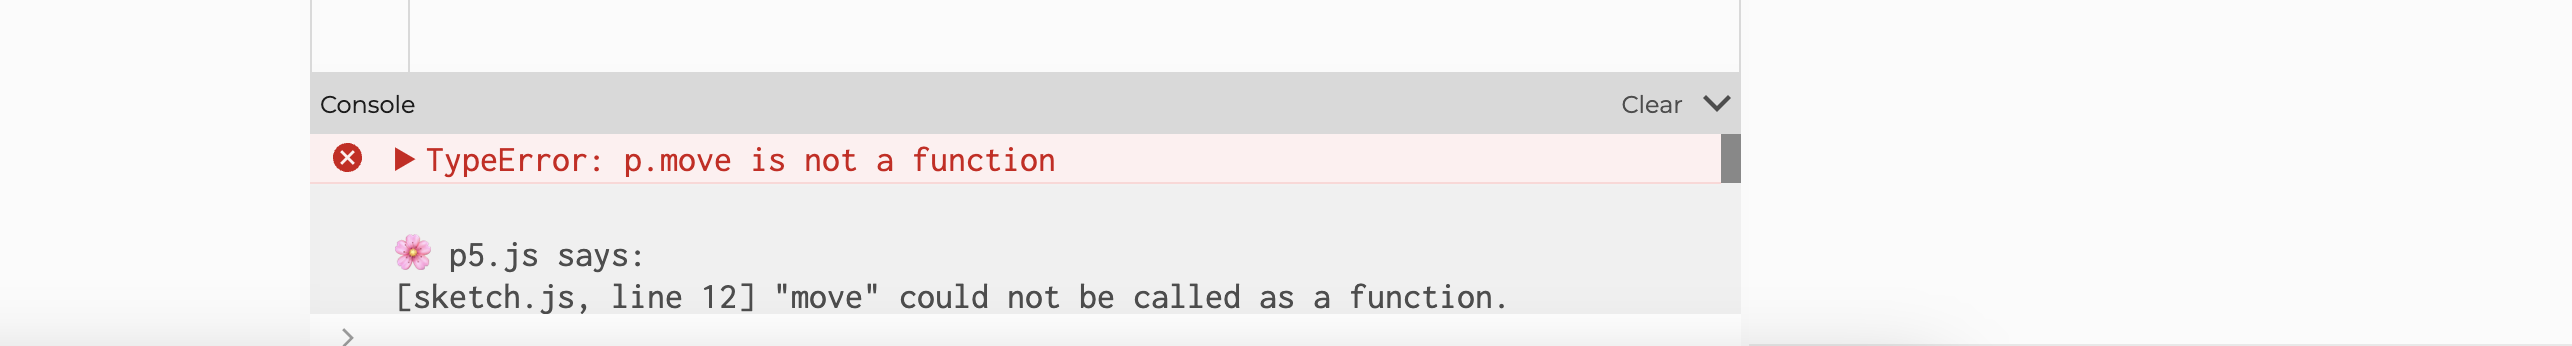 Console Clear
TypeError: p.move is not a function
🌸 p5.js says:
[sketch.js, line 12] "move" could not be called as a function.